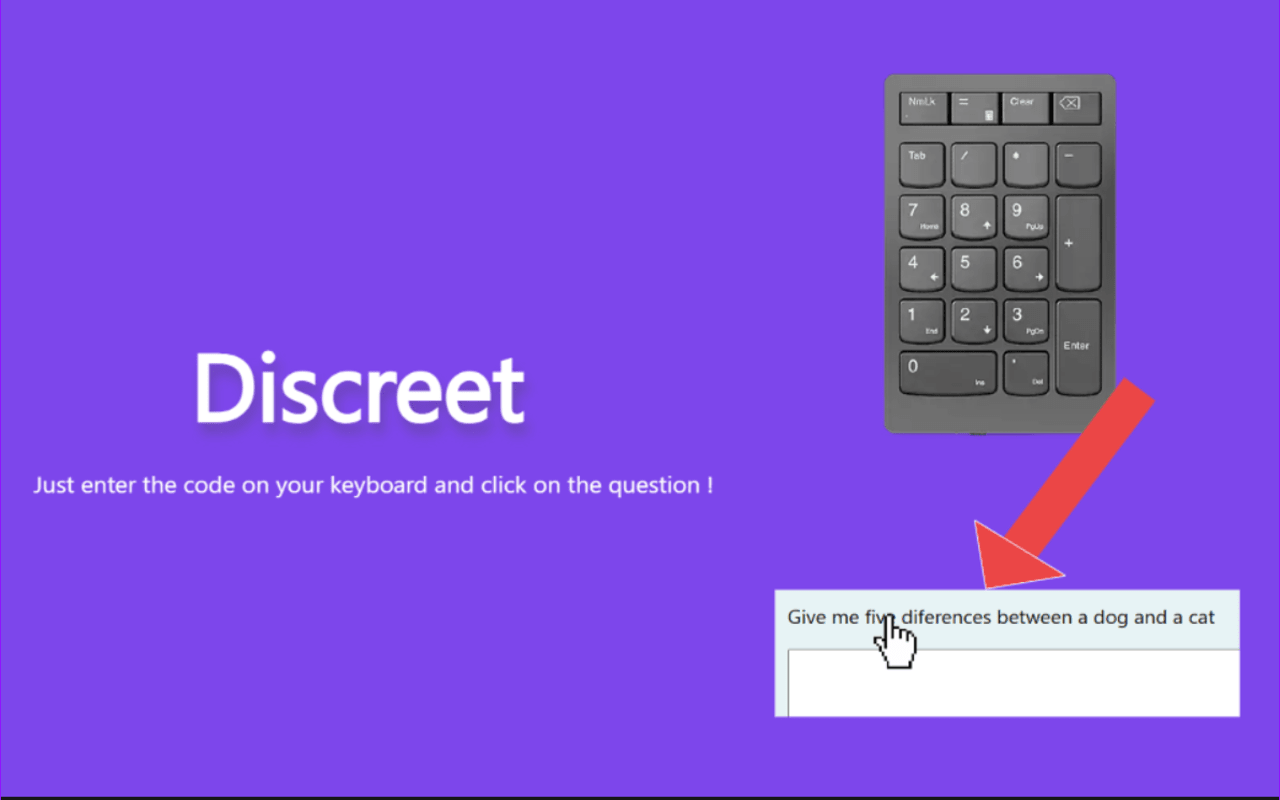 NmLk = Clear
Tab / * −
7 Home 8 9 PgUp
+
4 5 6
1 End 2 3 PgDn
Enter
0 Ins . Del
Discreet
Just enter the code on your keyboard and click on the question !
Give me five diferences between a dog and a cat